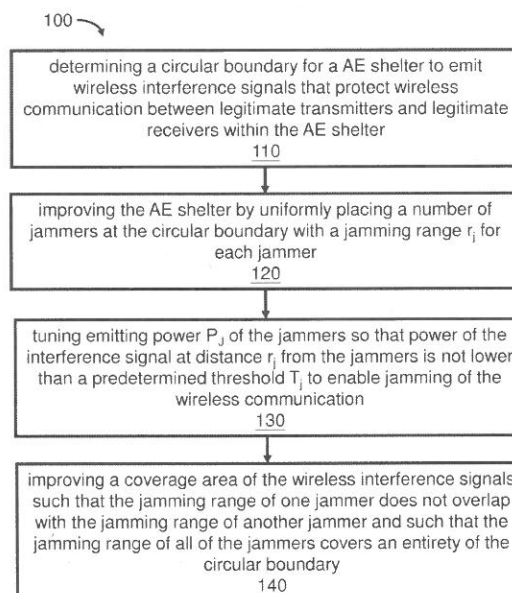 100
determining a circular boundary for a AE shelter to emit
wireless interference signals that protect wireless
communication between legitimate transmitters and legitimate
receivers within the AE shelter
110
improving the AE shelter by uniformly placing a number of
jammers at the circular boundary with a jamming range rj for
each jammer
120
tuning emitting power PJ of the jammers so that power of the
interference signal at distance rj from the jammers is not lower
than a predetermined threshold Tj to enable jamming of the
wireless communication
130
improving a coverage area of the wireless interference signals
such that the jamming range of one jammer does not overlap
with the jamming range of another jammer and such that the
jamming range of all of the jammers covers an entirety of the
circular boundary
140